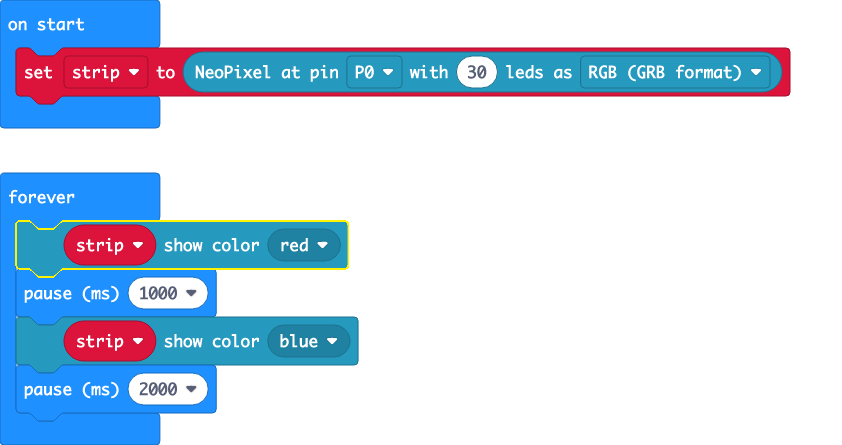 on start
set strip to NeoPixel at pin P0 with 30 leds as RGB (GRB format)
forever
strip show color red
pause (ms) 1000
strip show color blue
pause (ms) 2000